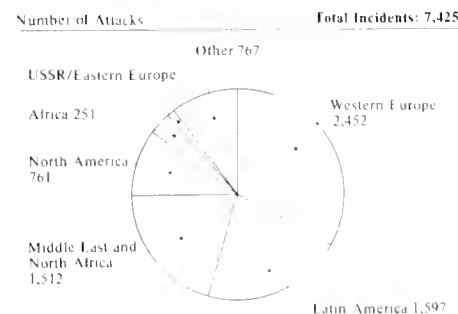 Number of Attacks
Total Incidents: 7,425
Other 767
USSR/Eastern Europe
Africa 251
North America
761
Middle East and
North Africa
1,512
Western Europe
2,452
Latin America 1,597